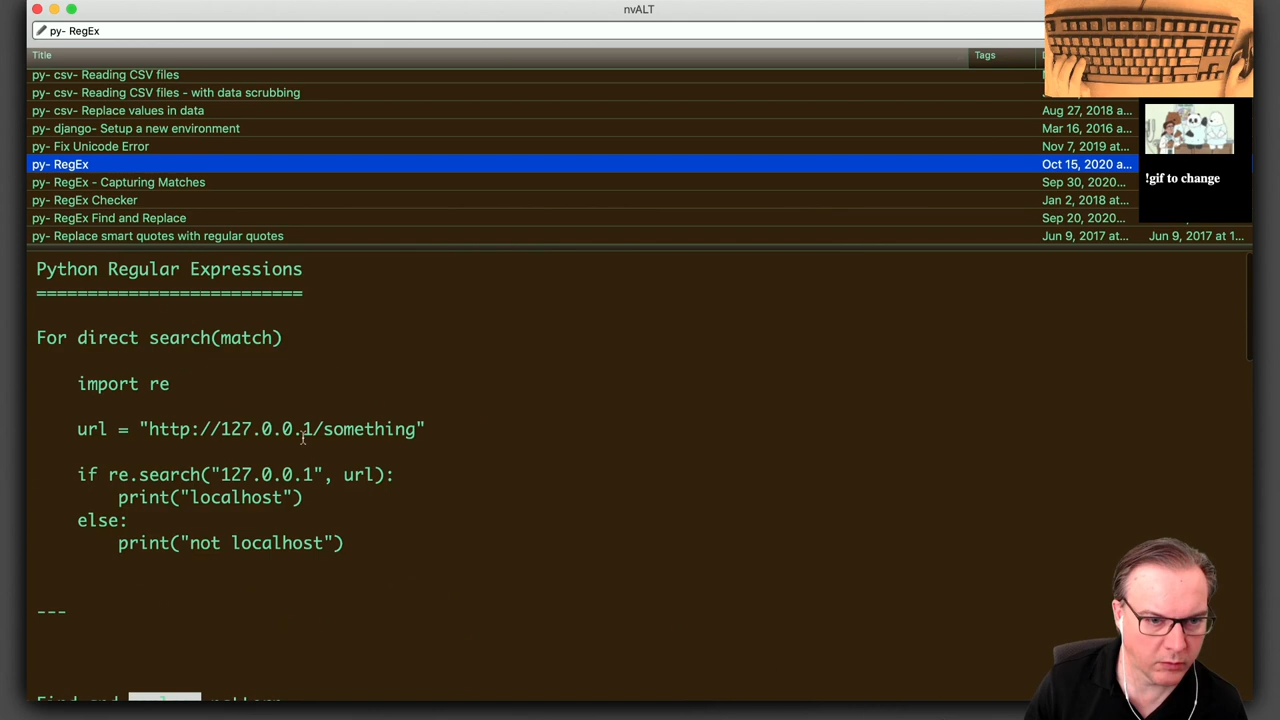 nvALT
py- RegEx
Title
Tags
py- csv- Reading CSV files
py- csv- Reading CSV files - with data scrubbing
py- csv- Replace values in data
Aug 27, 2018 a...
py- django- Setup a new environment
Mar 16, 2016 a...
py- Fix Unicode Error
Nov 7, 2019 at...
py- RegEx
Oct 15, 2020 a...
py- RegEx - Capturing Matches
Sep 30, 2020...
py- RegEx Checker
Jan 2, 2018 at...
py- RegEx Find and Replace
Sep 20, 2020...
py- Replace smart quotes with regular quotes
Jun 9, 2017 at...
Jun 9, 2017 at 1...
!gif to change
Python Regular Expressions
==========================
For direct search(match)
import re
url = "http://127.0.0.1/something"
if re.search("127.0.0.1", url):
print("localhost")
else:
print("not localhost")
---